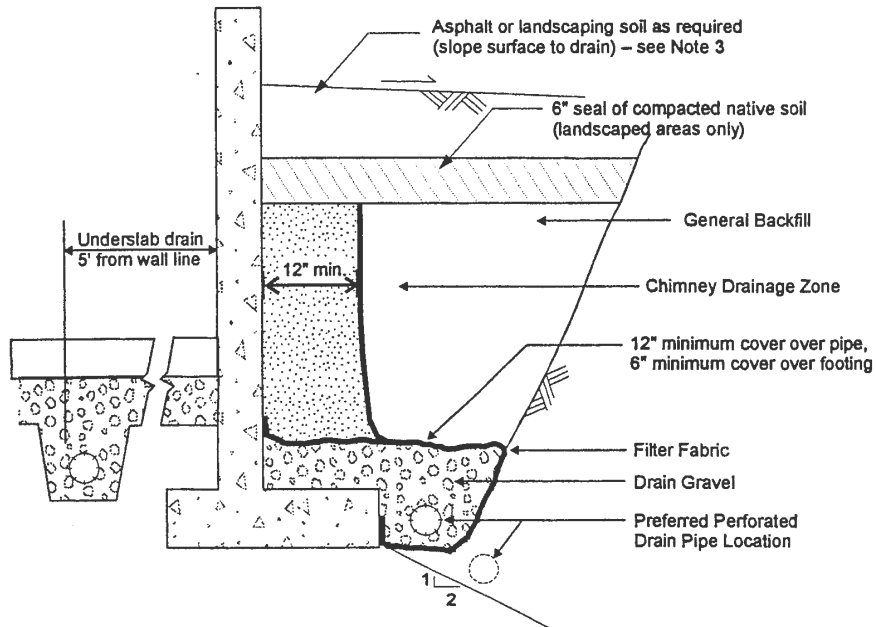 Asphalt or landscaping soil as required
(slope surface to drain) – see Note 3
6" seal of compacted native soil
(landscaped areas only)
General Backfill
Underslab drain
5' from wall line
12" min.
Chimney Drainage Zone
12" minimum cover over pipe,
6" minimum cover over footing
Filter Fabric
Drain Gravel
Preferred Perforated
Drain Pipe Location
1
2